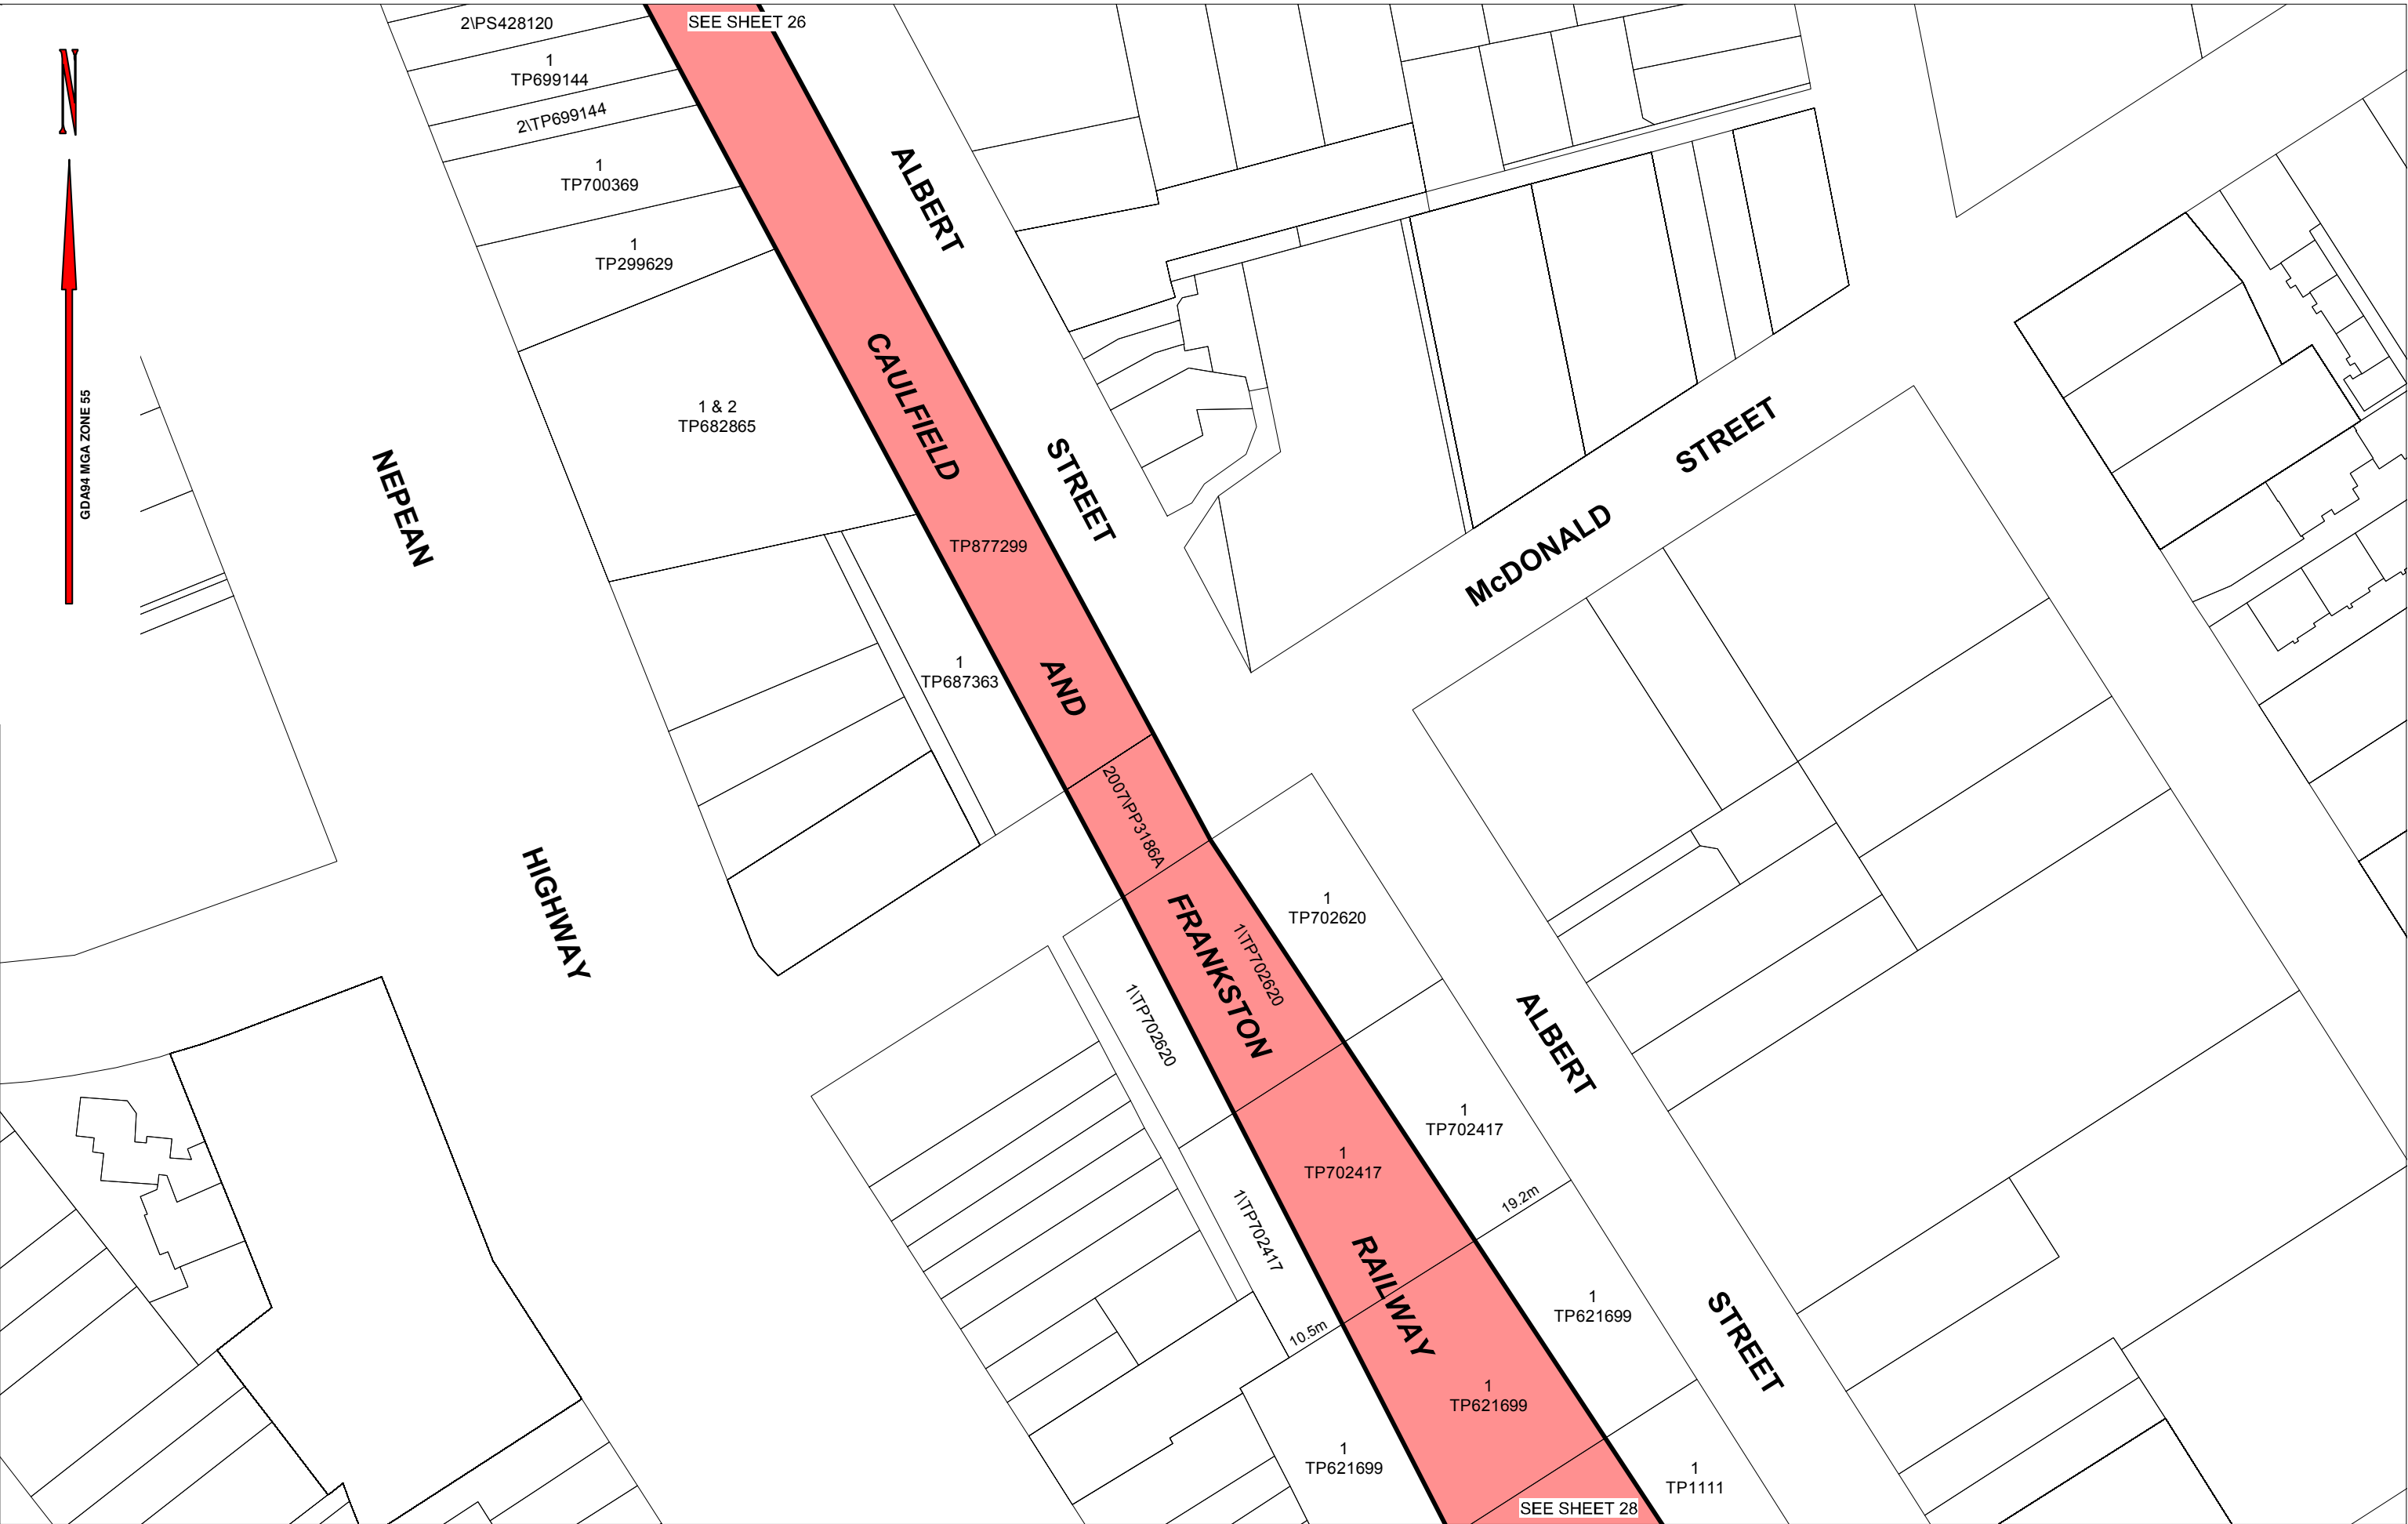 SEE SHEET 26
2\PS428120
N
1
TP699144
2\TP699144
1
TP700369
1
TP299629
ALBERT
STREET
GDA94 MGA ZONE 55
1 & 2
TP682865
CAULFIELD
AND
FRANKSTON
RAILWAY
NEPEAN
HIGHWAY
McDONALD
STREET
TP877299
1
TP687363
2007\PP3186A
1
TP702620
1\TP702620
1\TP702620
ALBERT
STREET
1
TP702417
1
TP702417
1\TP702417
19.2m
10.5m
1
TP621699
1
TP621699
1
TP621699
1
TP1111
SEE SHEET 28